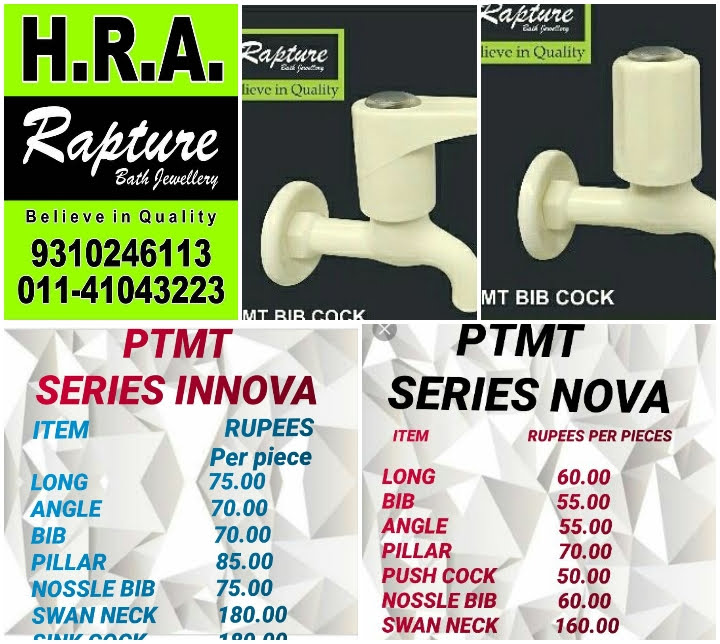 H.R.A.
Rapture
Bath Jewellery
Believe in Quality
9310246113
011-41043223
Rapture
Bath Jewellery
lieve in Quality
MT BIB COCK
Rapture
Bath Jewellery
lieve in Quality
MT BIB COCK
PTMT
SERIES INNOVA
ITEM RUPEES
Per piece
LONG 75.00
ANGLE 70.00
BIB 70.00
PILLAR 85.00
NOSSLE BIB 75.00
SWAN NECK 180.00
SINK COCK 180.00
PTMT
SERIES NOVA
ITEM RUPEES PER PIECES
LONG 60.00
BIB 55.00
ANGLE 55.00
PILLAR 70.00
PUSH COCK 50.00
NOSSLE BIB 60.00
SWAN NECK 160.00